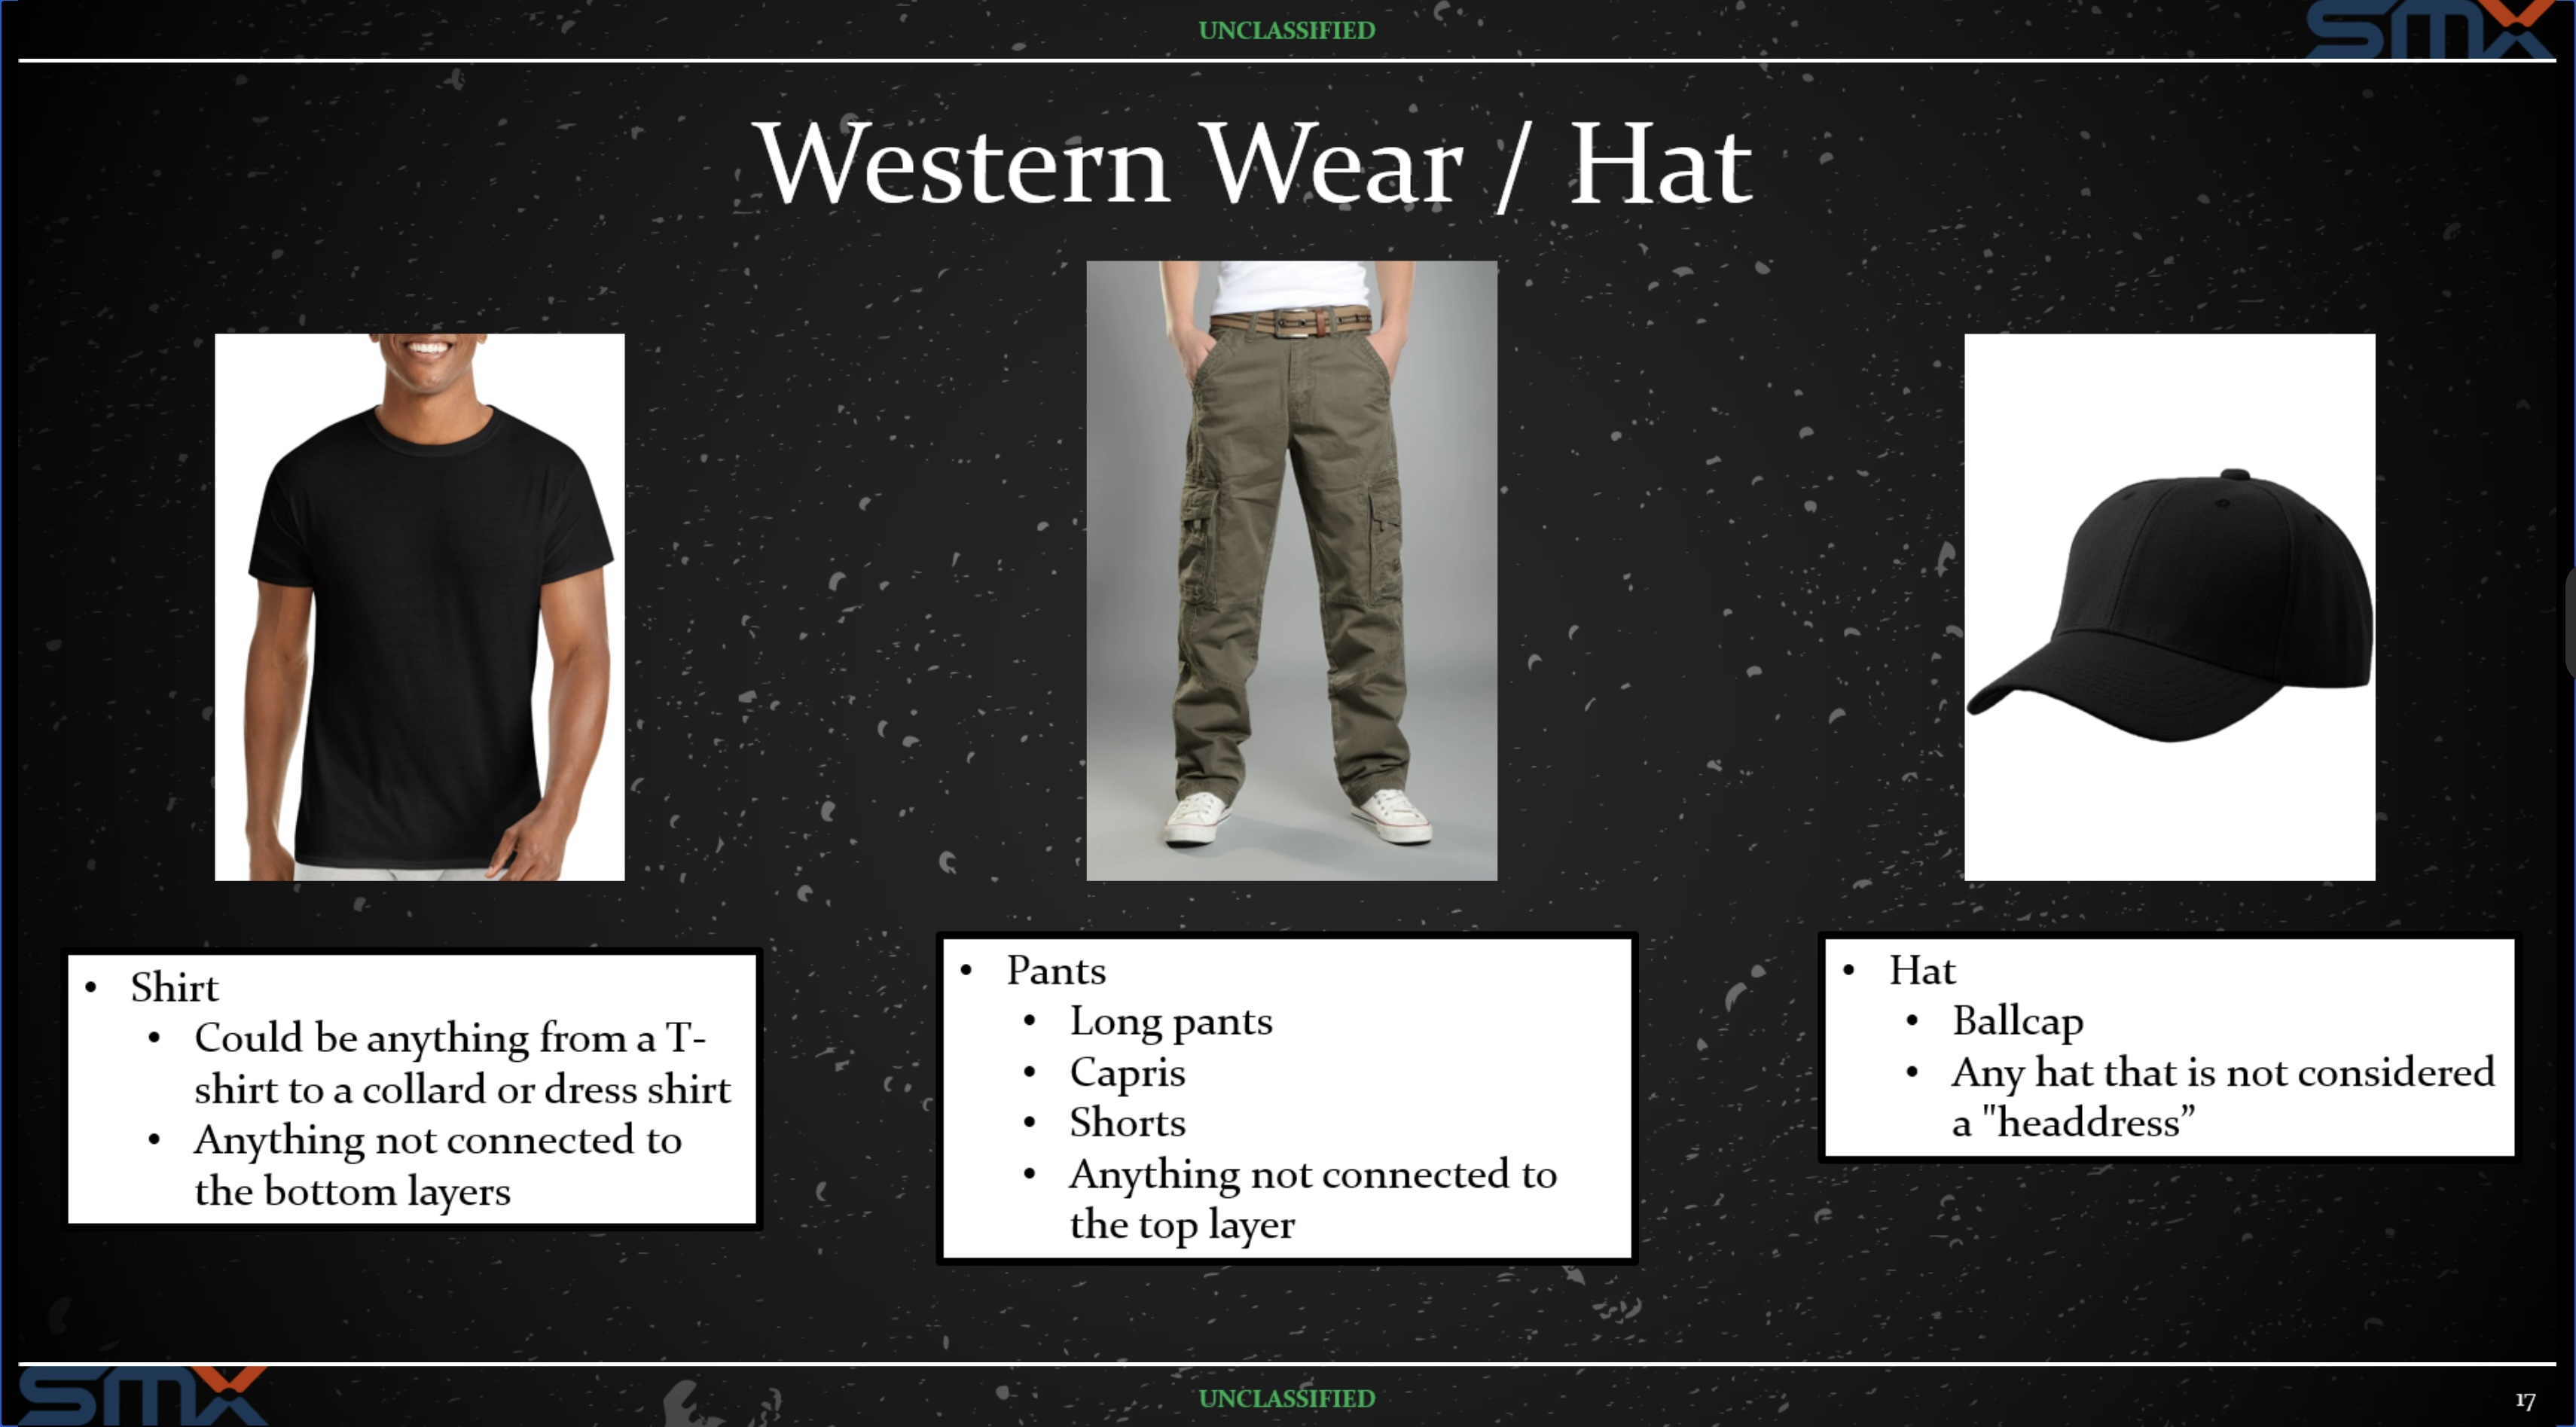 UNCLASSIFIED
SMX
Western Wear / Hat
• Shirt
• Could be anything from a T-
shirt to a collard or dress shirt
• Anything not connected to
the bottom layers
• Pants
• Long pants
• Capris
• Shorts
• Anything not connected to
the top layer
• Hat
• Ballcap
• Any hat that is not considered
a "headdress”
SMX
UNCLASSIFIED
17